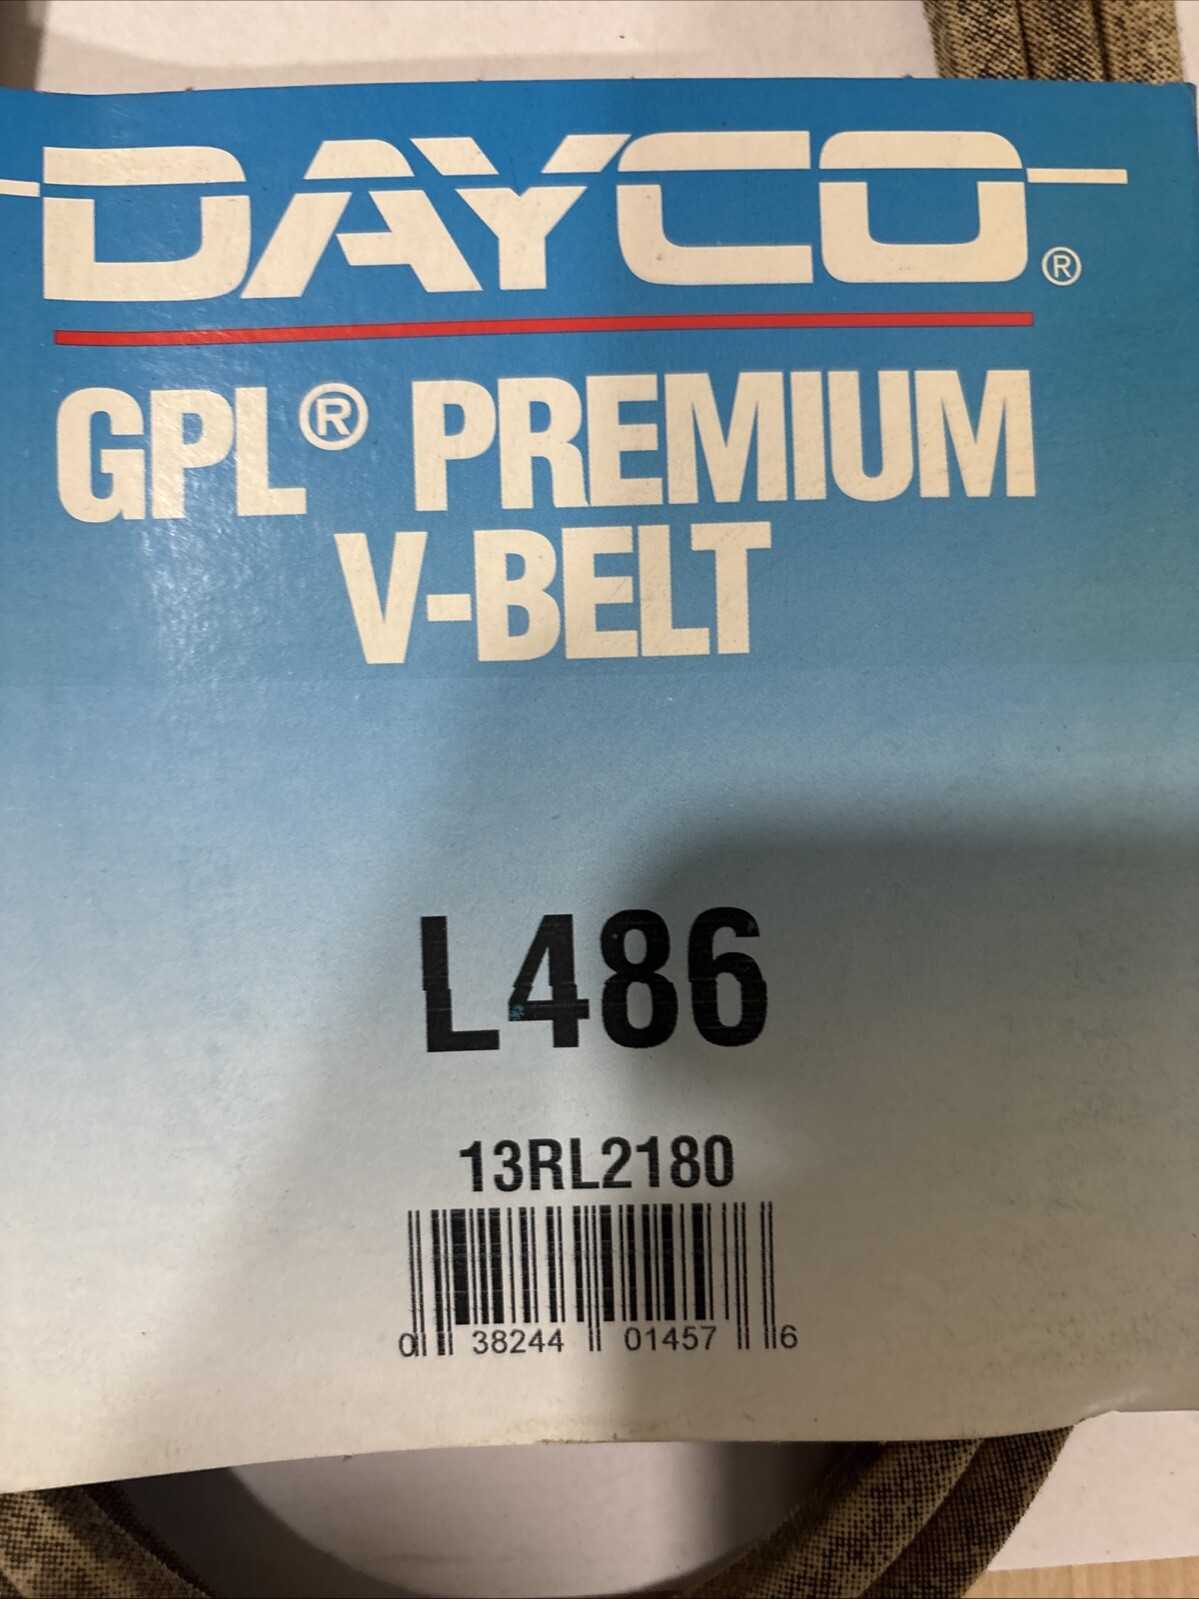 DAYCO®
GPL® PREMIUM
V-BELT
L486
13RL2180
0 38244 01457 6